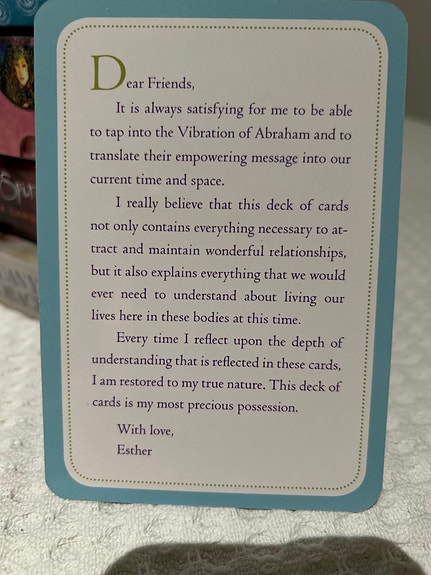 Dear Friends,
It is always satisfying for me to be able
to tap into the Vibration of Abraham and to
translate their empowering message into our
current time and space.
I really believe that this deck of cards
not only contains everything necessary to at-
tract and maintain wonderful relationships,
but it also explains everything that we would
ever need to understand about living our
lives here in these bodies at this time.
Every time I reflect upon the depth of
understanding that is reflected in these cards,
I am restored to my true nature. This deck of
cards is my most precious possession.
With love,
Esther